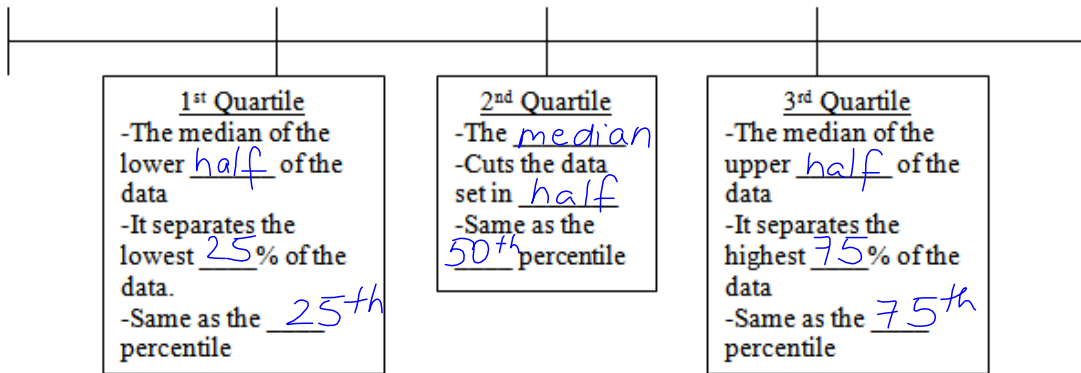 1st Quartile
-The median of the
lower half of the
data
-It separates the
lowest 25% of the
data.
-Same as the 25th
percentile
2nd Quartile
-The median
-Cuts the data
set in half
-Same as the
50th percentile
3rd Quartile
-The median of the
upper half of the
data
-It separates the
highest 75% of the
data
-Same as the 75th
percentile